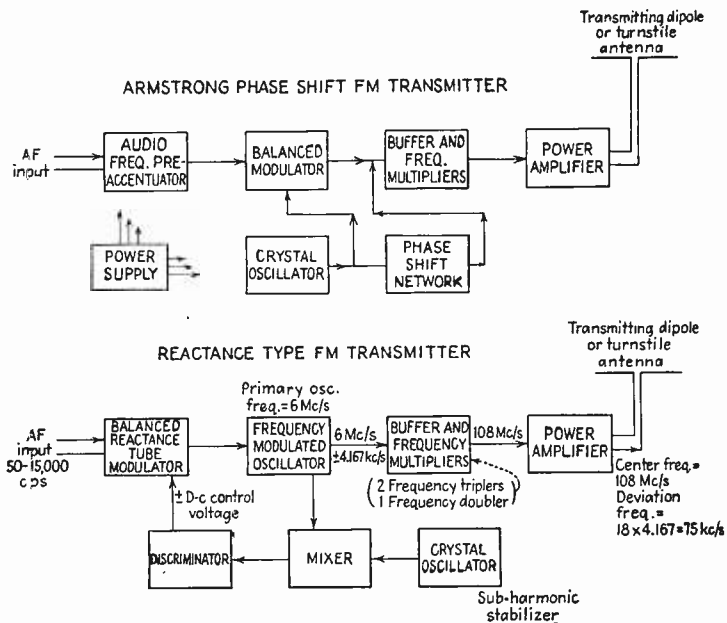 Transmitting dipole
or turnstile
antenna
ARMSTRONG PHASE SHIFT FM TRANSMITTER
AF
input
AUDIO
FREQ. PRE-
ACCENTUATOR
BALANCED
MODULATOR
BUFFER AND
FREQ.
MULTIPLIERS
POWER
AMPLIFIER
POWER
SUPPLY
CRYSTAL
OSCILLATOR
PHASE
SHIFT
NETWORK
Transmitting dipole
or turnstile
antenna
REACTANCE TYPE FM TRANSMITTER
Primary osc.
freq.=6 Mc/s
AF
input
50-15,000
cps
BALANCED
REACTANCE
TUBE
MODULATOR
FREQUENCY
MODULATED
OSCILLATOR
6 Mc/s
±4.167 kc/s
BUFFER AND
FREQUENCY
MULTIPLIERS
108 Mc/s
POWER
AMPLIFIER
Center freq.=
108 Mc/s
Deviation
freq.=
18 x 4.167=75 kc/s
(2 Frequency triplers
1 Frequency doubler)
± D-c control
voltage
DISCRIMINATOR
MIXER
CRYSTAL
OSCILLATOR
Sub-harmonic
stabilizer